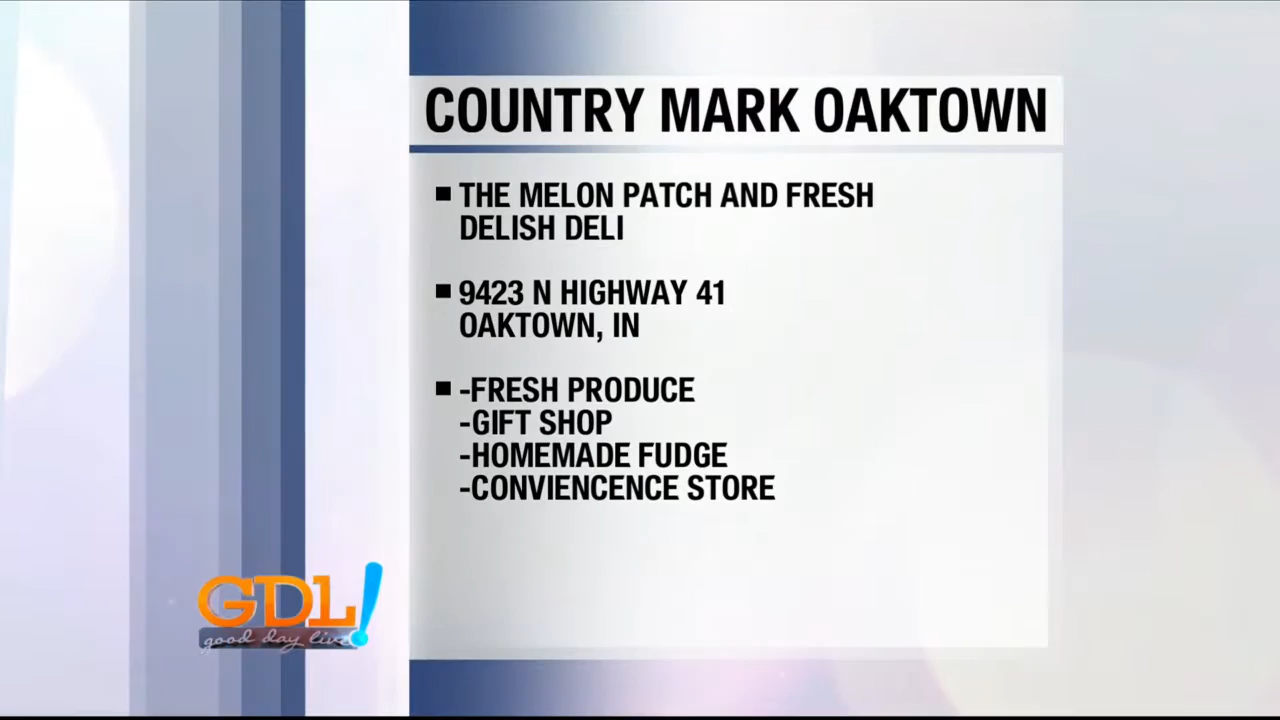 COUNTRY MARK OAKTOWN
THE MELON PATCH AND FRESH
DELISH DELI
9423 N HIGHWAY 41
OAKTOWN, IN
-FRESH PRODUCE
-GIFT SHOP
-HOMEMADE FUDGE
-CONVIENCENCE STORE
GDL!
good day live